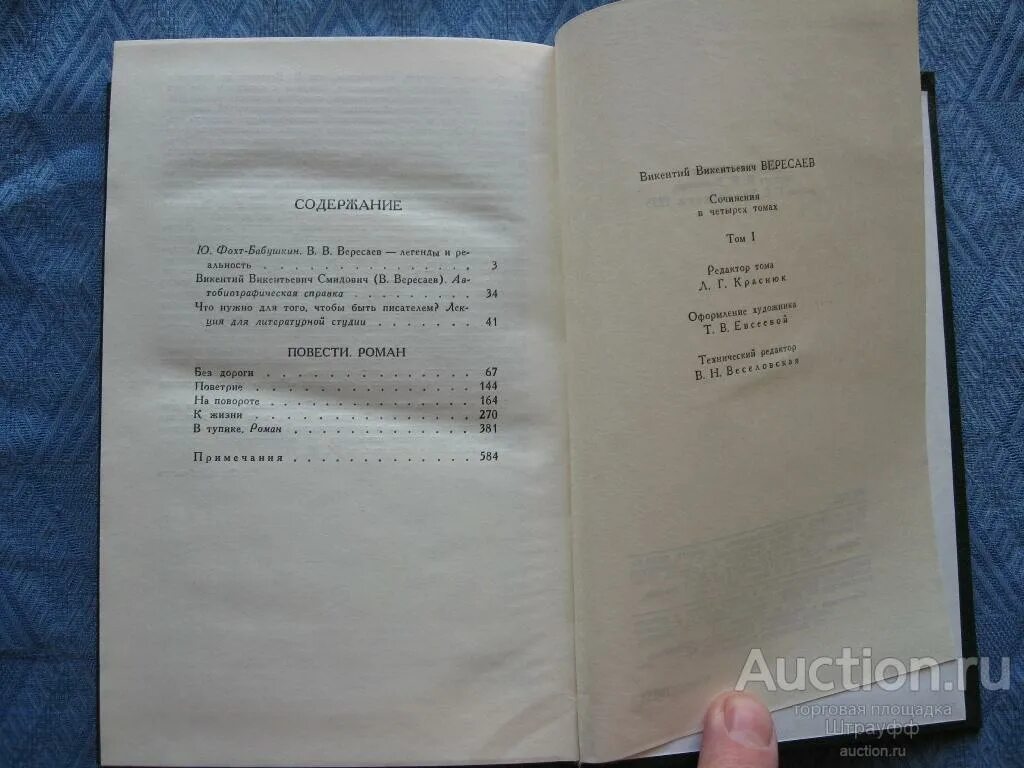 СОДЕРЖАНИЕ
Ю. Фохт-Бабушкин. В. В. Вересаев — легенды и ре-
альность . . . . . . . . . . . . . . . 3
Викентий Викентьевич Смидович (В. Вересаев). Ав-
тобиографическая справка . . . . . . . . 34
Что нужно для того, чтобы быть писателем? Лек-
ция для литературной студии . . . . . . . 41
ПОВЕСТИ. РОМАН
Без дороги . . . . . . . . . . . . . . 67
Поветрие . . . . . . . . . . . . . . 144
На повороте . . . . . . . . . . . . . 164
К жизни . . . . . . . . . . . . . . 270
В тупике. Роман . . . . . . . . . . . 381
Примечания . . . . . . . . . . . . 584
Викентий Викентьевич ВЕРЕСАЕВ
Сочинения
в четырех томах
Том I
Редактор тома
Л. Г. Краснюк
Оформление художника
Т. В. Евсеевой
Технический редактор
В. Н. Веселовская
Auction.ru
торговая площадка
Штрауфф
auction.ru